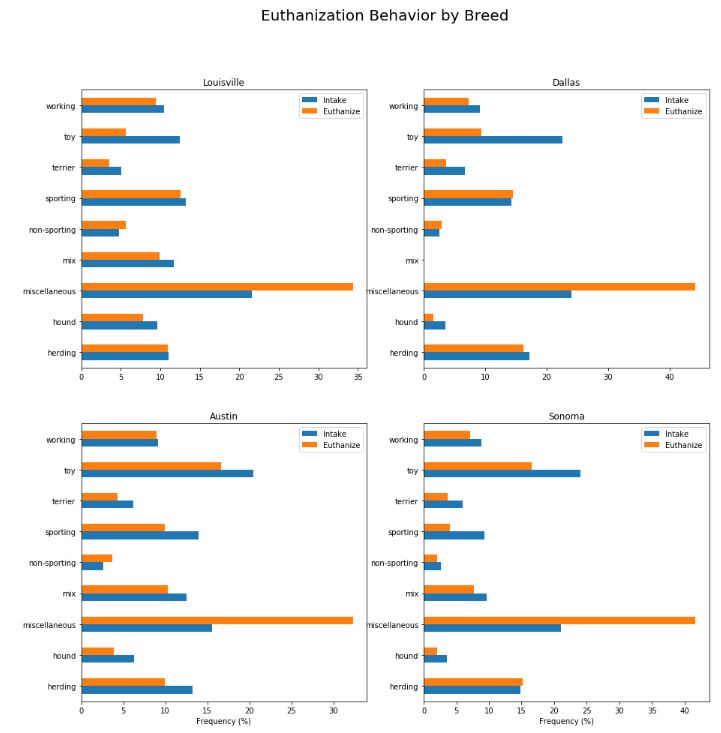 Euthanization Behavior by Breed
Louisville
Intake
Euthanize
working
toy
terrier
sporting
non-sporting
mix
miscellaneous
hound
herding
0 5 10 15 20 25 30 35
Dallas
Intake
Euthanize
working
toy
terrier
sporting
non-sporting
mix
miscellaneous
hound
herding
0 10 20 30 40
Austin
Intake
Euthanize
working
toy
terrier
sporting
non-sporting
mix
miscellaneous
hound
herding
0 5 10 15 20 25 30
Frequency (%)
Sonoma
Intake
Euthanize
working
toy
terrier
sporting
non-sporting
mix
miscellaneous
hound
herding
0 5 10 15 20 25 30 35 40
Frequency (%)